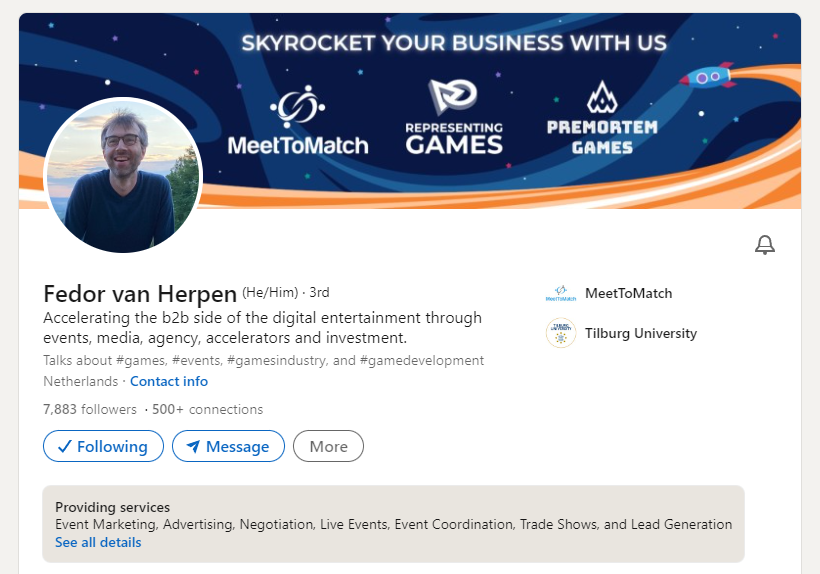 SKYROCKET YOUR BUSINESS WITH US
MeetToMatch
REPRESENTING
GAMES
PREMORTEM
GAMES
Fedor van Herpen (He/Him) · 3rd
Accelerating the b2b side of the digital entertainment through
events, media, agency, accelerators and investment.
Talks about #games, #events, #gamesindustry, and #gamedevelopment
Netherlands · Contact info
7,883 followers · 500+ connections
MeetToMatch
MeetToMatch
TILBURG
UNIVERSITY
Tilburg University
Following
Message
More
Providing services
Event Marketing, Advertising, Negotiation, Live Events, Event Coordination, Trade Shows, and Lead Generation
See all details